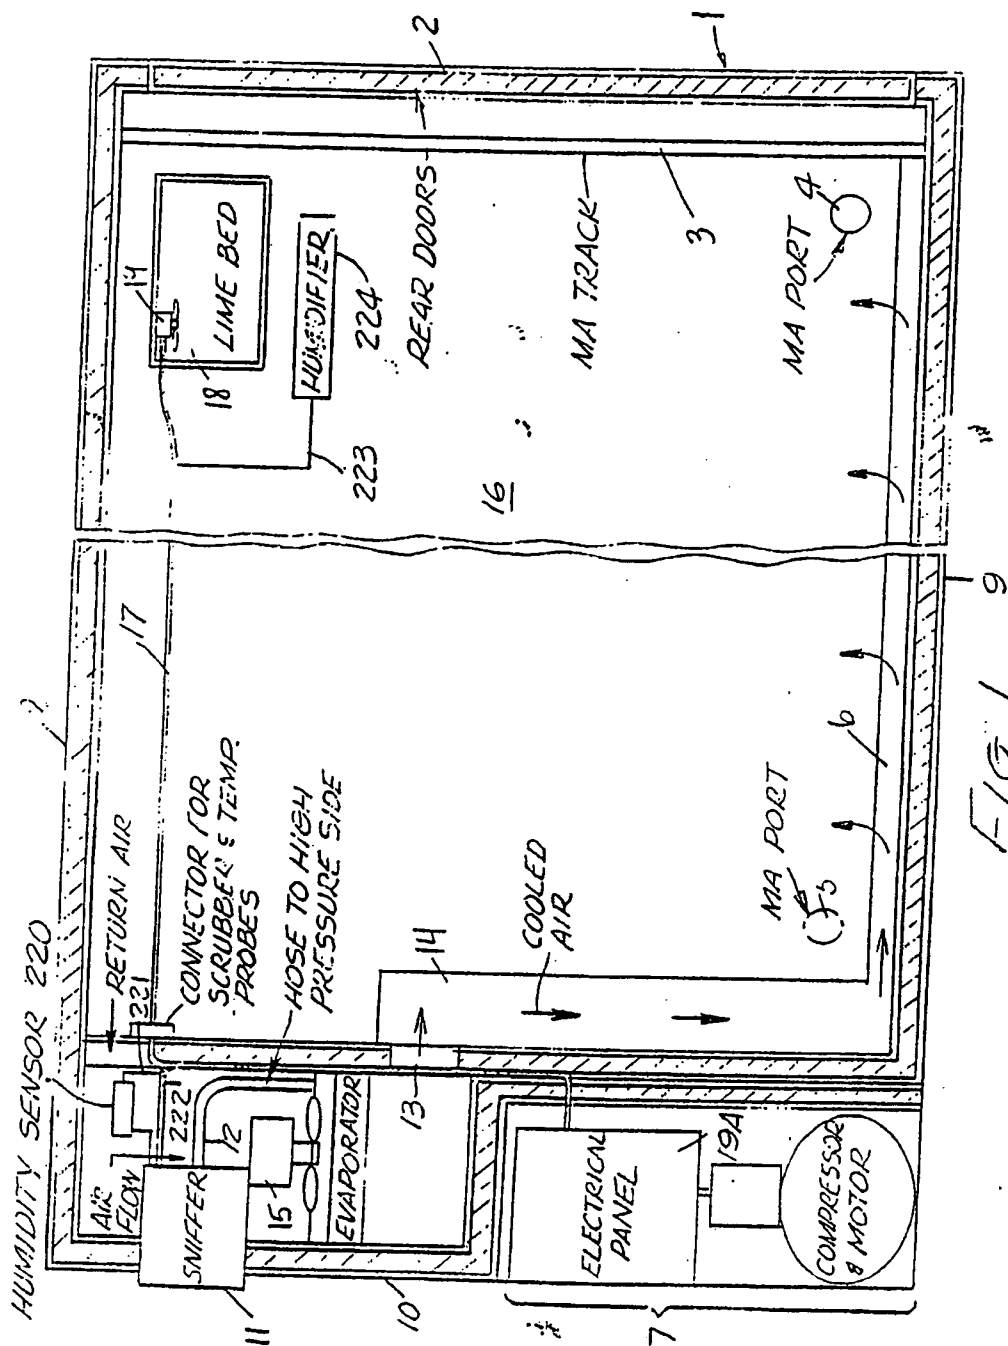 HUMIDITY SENSOR 220
RETURN AIR
221
CONNECTOR FOR
SCRUBBER & TEMP.
PROBES
HOSE TO HIGH
PRESSURE SIDE
AIR
FLOW
222
12
SNIFFER
11
15
EVAPORATOR
10
13
14
COOLED
AIR
17
19
18
LIME BED
HUMIDIFIER
224
223
REAR DOORS
2
1
MA TRACK
3
MA PORT
4
16
MA PORT
5
6
9
ELECTRICAL
PANEL
19A
COMPRESSOR
& MOTOR
7
FIG. 1